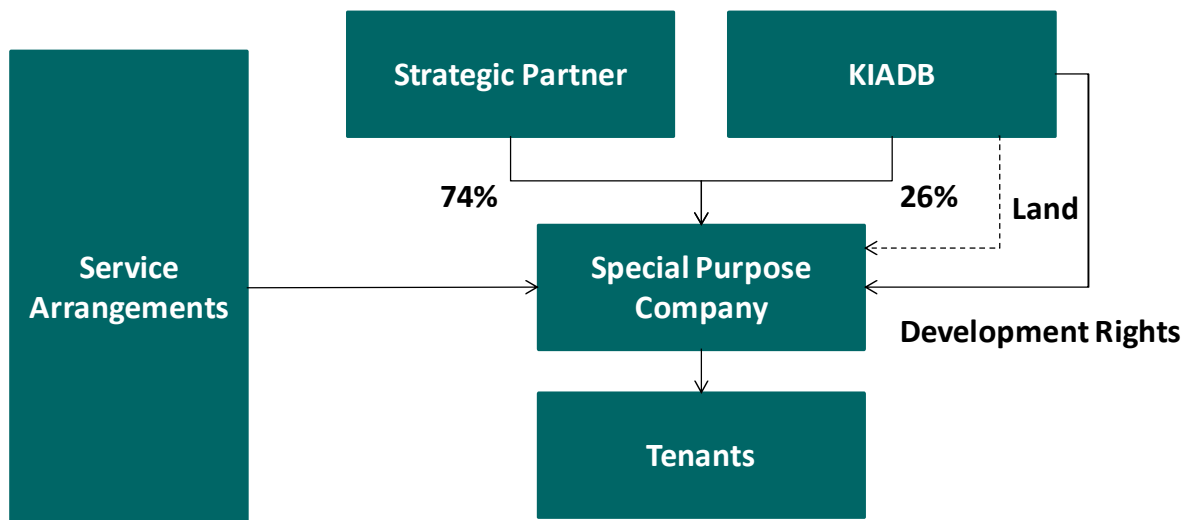 Strategic Partner
KIADB
74%
26%
Land
Service
Arrangements
Special Purpose
Company
Development Rights
Tenants